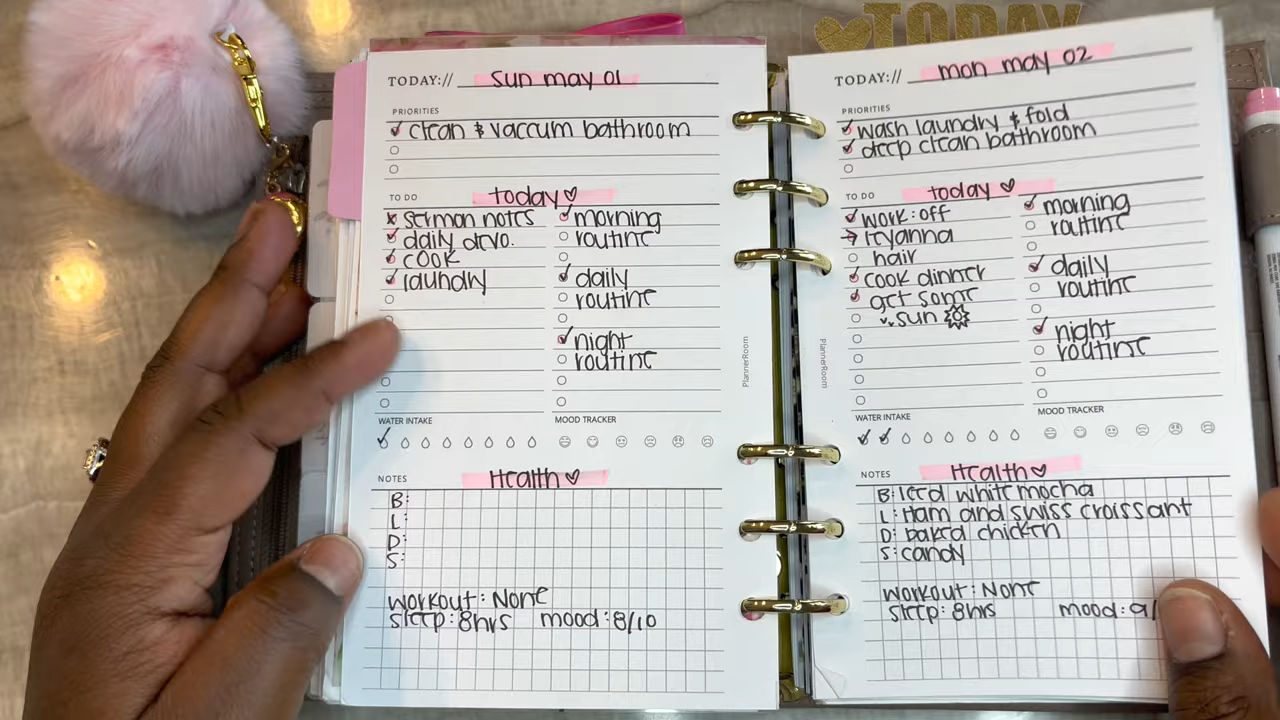 TODAY
TODAY:// sun may 01
PRIORITIES
clean & vaccum bathroom
TO DO
today
sermon notes
daily devo.
cook
laundry
morning
routine
daily
routine
night
routine
WATER INTAKE
MOOD TRACKER
NOTES
Health
B:
L:
D:
S:
workout: None
sleep: 8hrs mood: 8/10
PlannerRoom
TODAY:// mon may 02
PRIORITIES
wash laundry & fold
deep clean bathroom
TO DO
today
work: off
Ieyanna
hair
cook dinner
get some
sun
morning
routine
daily
routine
night
routine
WATER INTAKE
MOOD TRACKER
NOTES
Health
B: Iced white mocha
L: Ham and swiss croissant
D: baked chicken
S: candy
workout: None
sleep: 8hrs mood: 9/
PlannerRoom